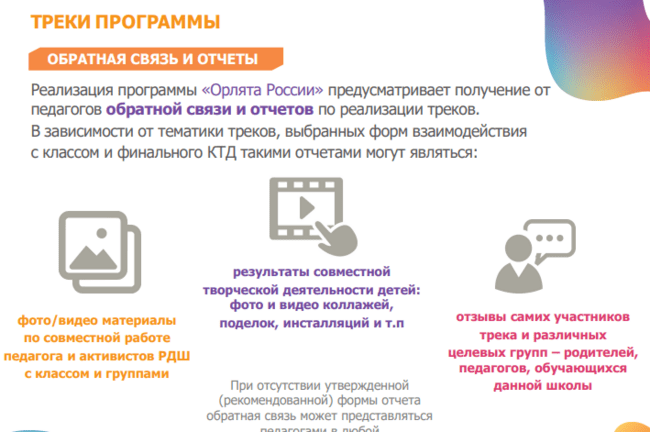 ТРЕКИ ПРОГРАММЫ
ОБРАТНАЯ СВЯЗЬ И ОТЧЕТЫ
Реализация программы «Орлята России» предусматривает получение от
педагогов обратной связи и отчетов по реализации треков.
В зависимости от тематики треков, выбранных форм взаимодействия
с классом и финального КТД такими отчетами могут являться:
фото/видео материалы
по совместной работе
педагога и активистов РДШ
с классом и группами
результаты совместной
творческой деятельности детей:
фото и видео коллажей,
поделок, инсталляций и т.п
отзывы самих участников
трека и различных
целевых групп – родителей,
педагогов, обучающихся
данной школы
При отсутствии утвержденной
(рекомендованной) формы отчета
обратная связь может представляться
педагогами в любой